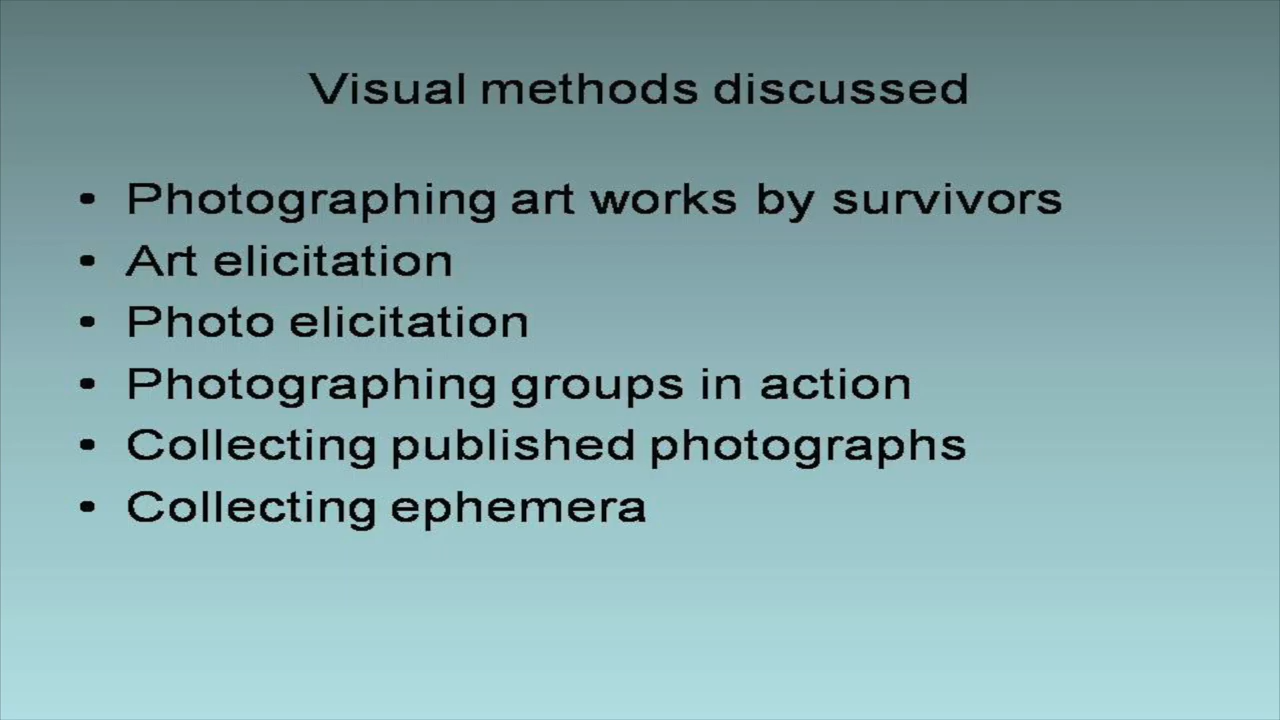 Visual methods discussed
• Photographing art works by survivors
• Art elicitation
• Photo elicitation
• Photographing groups in action
• Collecting published photographs
• Collecting ephemera